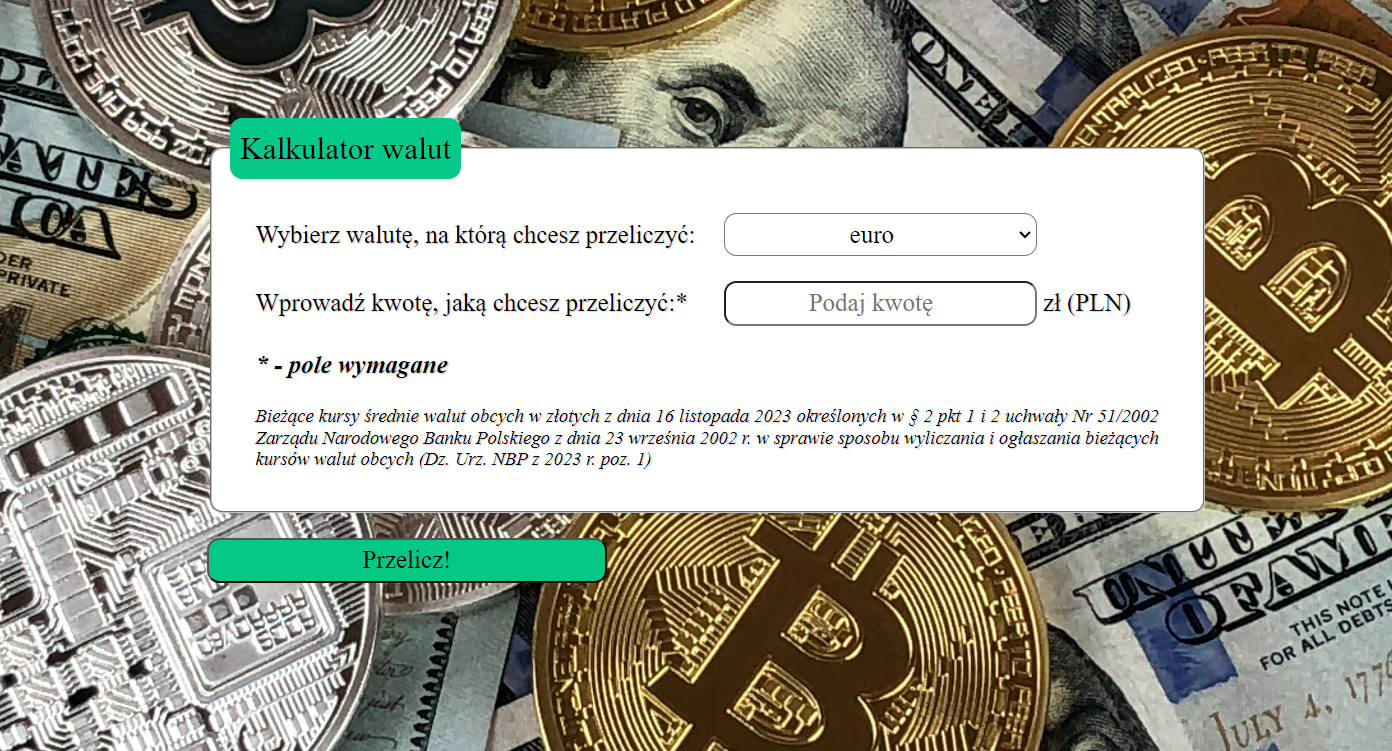 Kalkulator walut
Wybierz walutę, na którą chcesz przeliczyć:
euro
Wprowadź kwotę, jaką chcesz przeliczyć:*
Podaj kwotę
zł (PLN)
* - pole wymagane
Bieżące kursy średnie walut obcych w złotych z dnia 16 listopada 2023 określonych w § 2 pkt 1 i 2 uchwały Nr 51/2002
Zarządu Narodowego Banku Polskiego z dnia 23 września 2002 r. w sprawie sposobu wyliczania i ogłaszania bieżących
kursów walut obcych (Dz. Urz. NBP z 2023 r. poz. 1)
Przelicz!
THIS NOTE
FOR ALL DEBTS
JULY 4, 1776